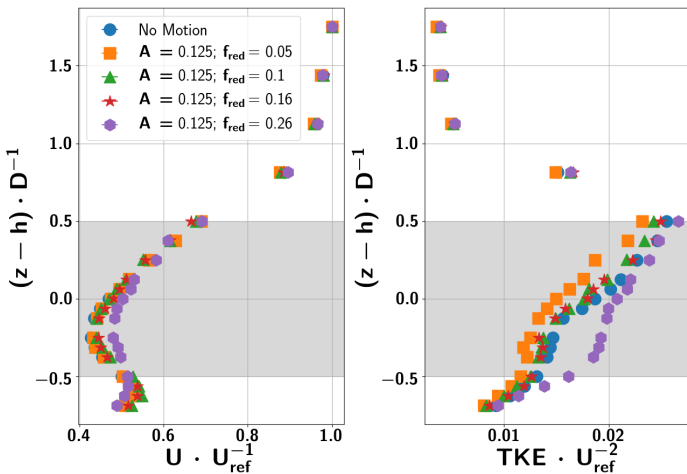 No Motion
A = 0.125; f_red = 0.05
A = 0.125; f_red = 0.1
A = 0.125; f_red = 0.16
A = 0.125; f_red = 0.26
(z − h) · D⁻¹
1.5
1.0
0.5
0.0
−0.5
0.4
0.6
0.8
1.0
U · U_ref⁻¹
(z − h) · D⁻¹
1.5
1.0
0.5
0.0
−0.5
0.01
0.02
TKE · U_ref⁻²